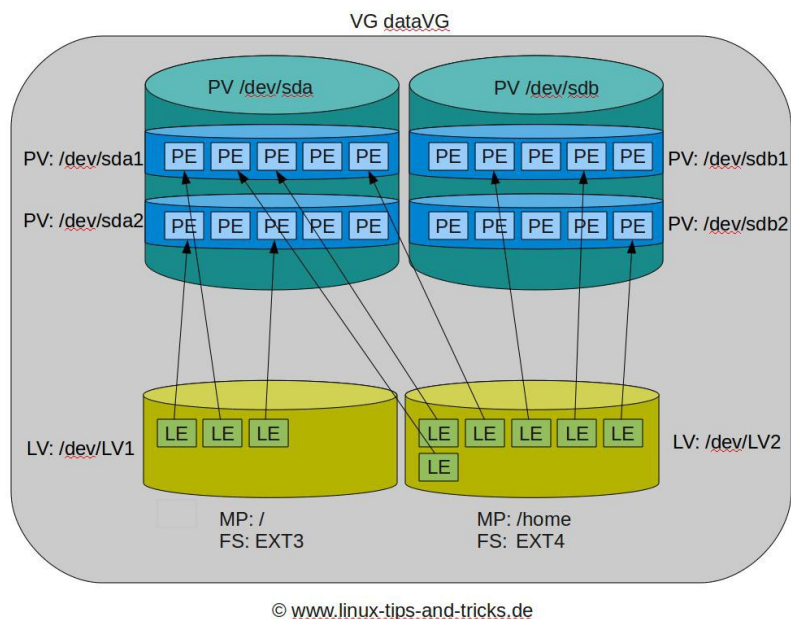 VG dataVG
PV /dev/sda
PV /dev/sdb
PV: /dev/sda1
PE PE PE PE PE
PE PE PE PE PE
PV: /dev/sdb1
PV: /dev/sda2
PE PE PE PE PE
PE PE PE PE PE
PV: /dev/sdb2
LV: /dev/LV1
LE LE LE
LE LE LE LE LE
LE
LV: /dev/LV2
MP: /
FS: EXT3
MP: /home
FS: EXT4
© www.linux-tips-and-tricks.de